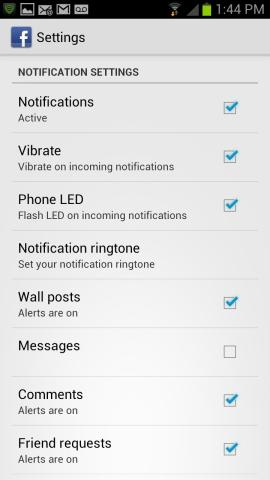 1:44 PM
f Settings
NOTIFICATION SETTINGS
Notifications
Active
Vibrate
Vibrate on incoming notifications
Phone LED
Flash LED on incoming notifications
Notification ringtone
Set your notification ringtone
Wall posts
Alerts are on
Messages
Comments
Alerts are on
Friend requests
Alerts are on